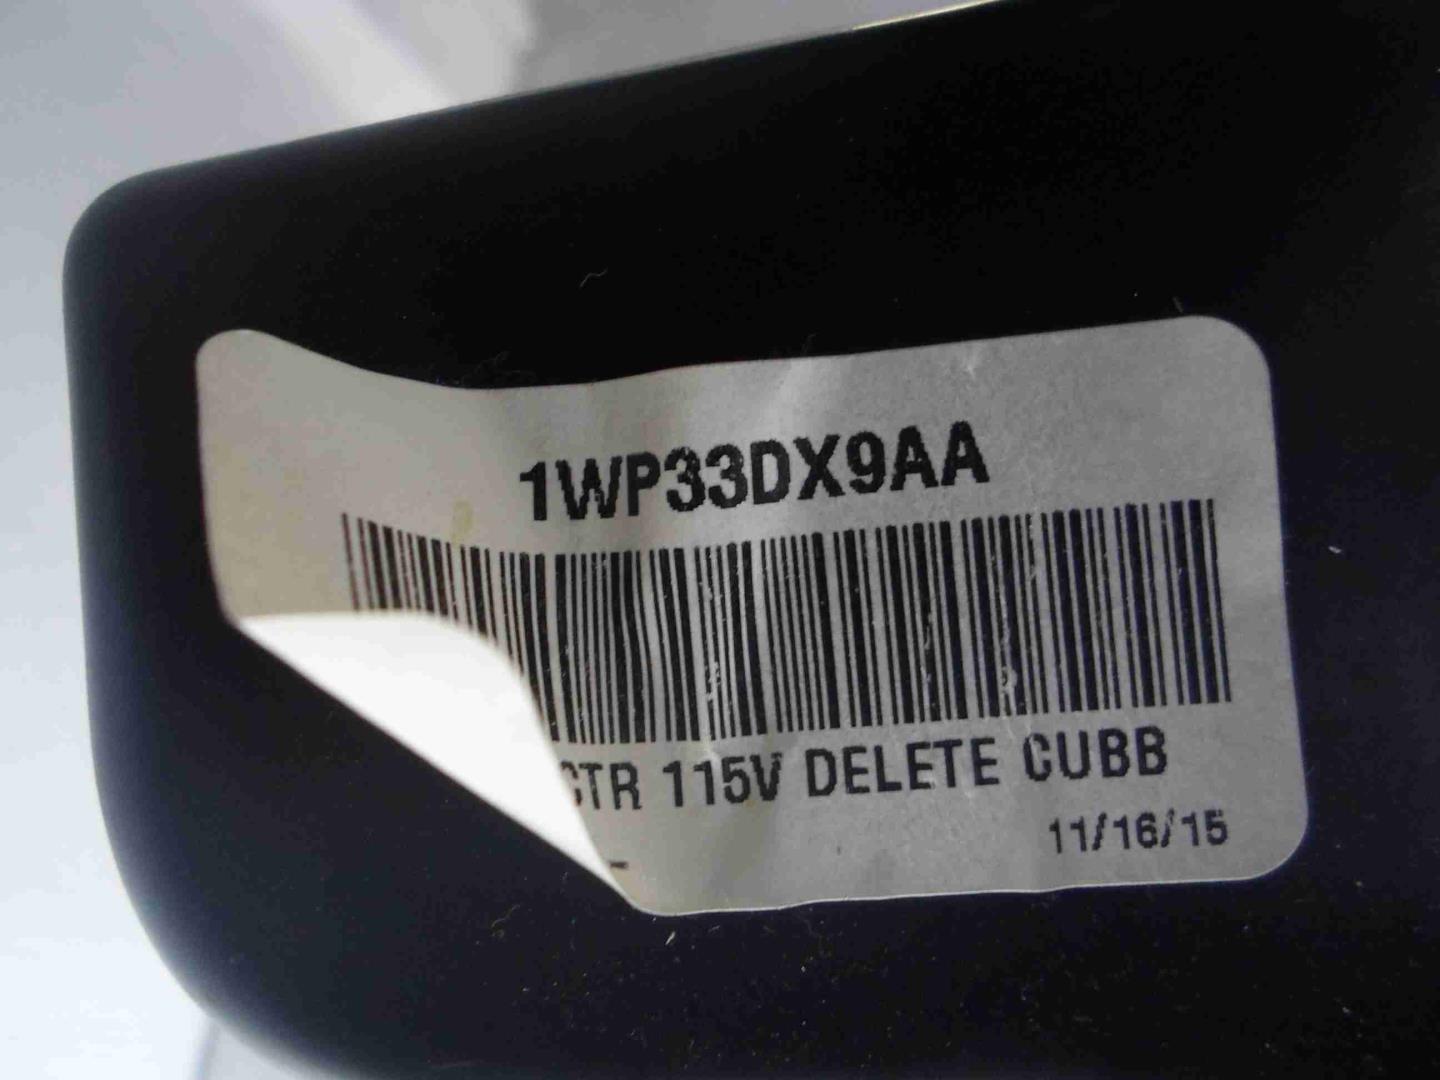 1WP33DX9AA
CTR 115V DELETE CUBB
11/16/15